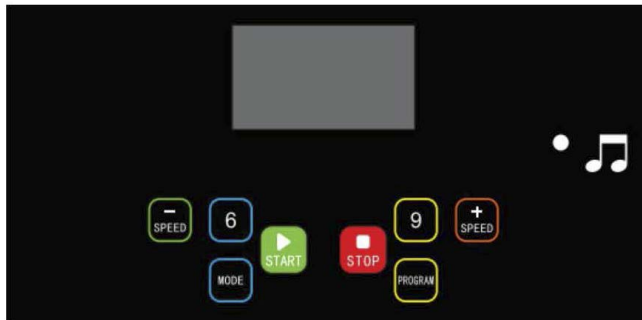 −
SPEED
6
START
STOP
9
+
SPEED
MODE
PROGRAM